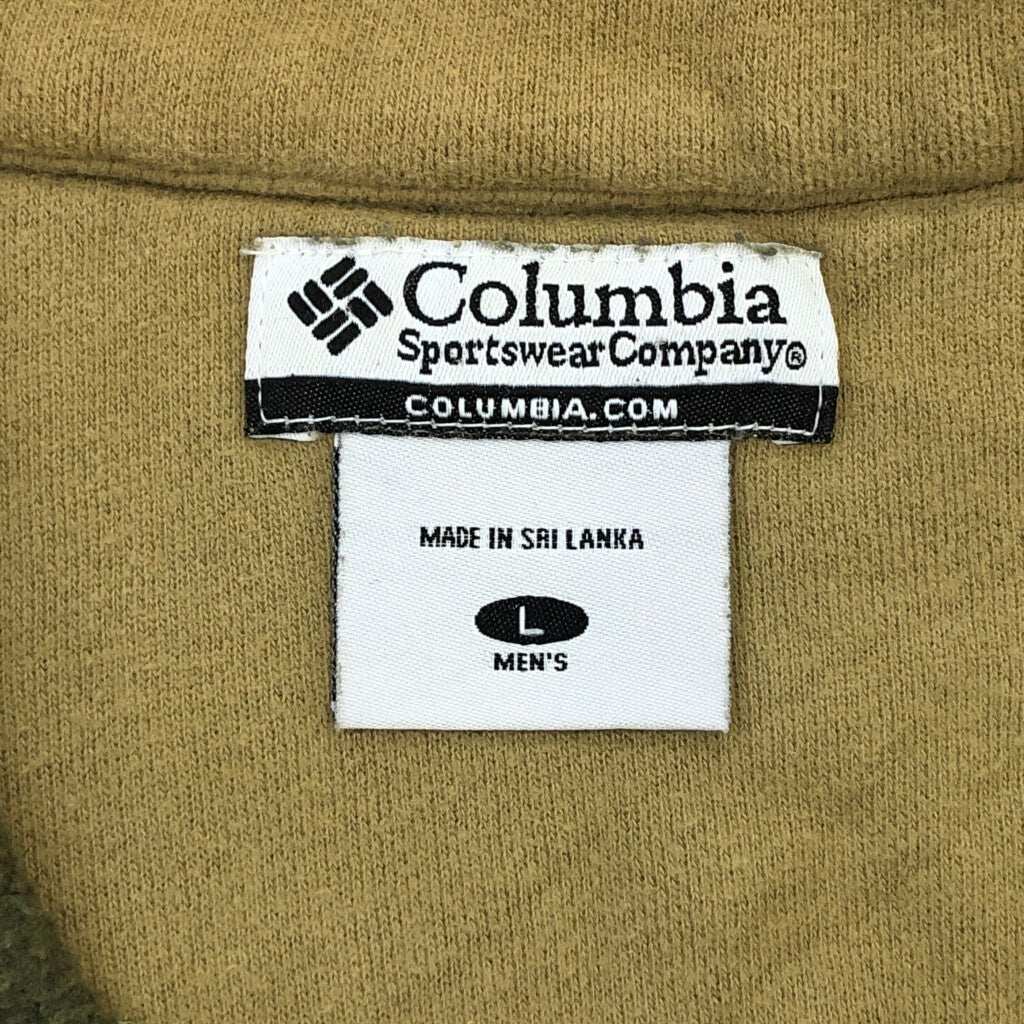 Columbia
Sportswear Company®
COLUMBIA.COM
MADE IN SRI LANKA
L
MEN'S